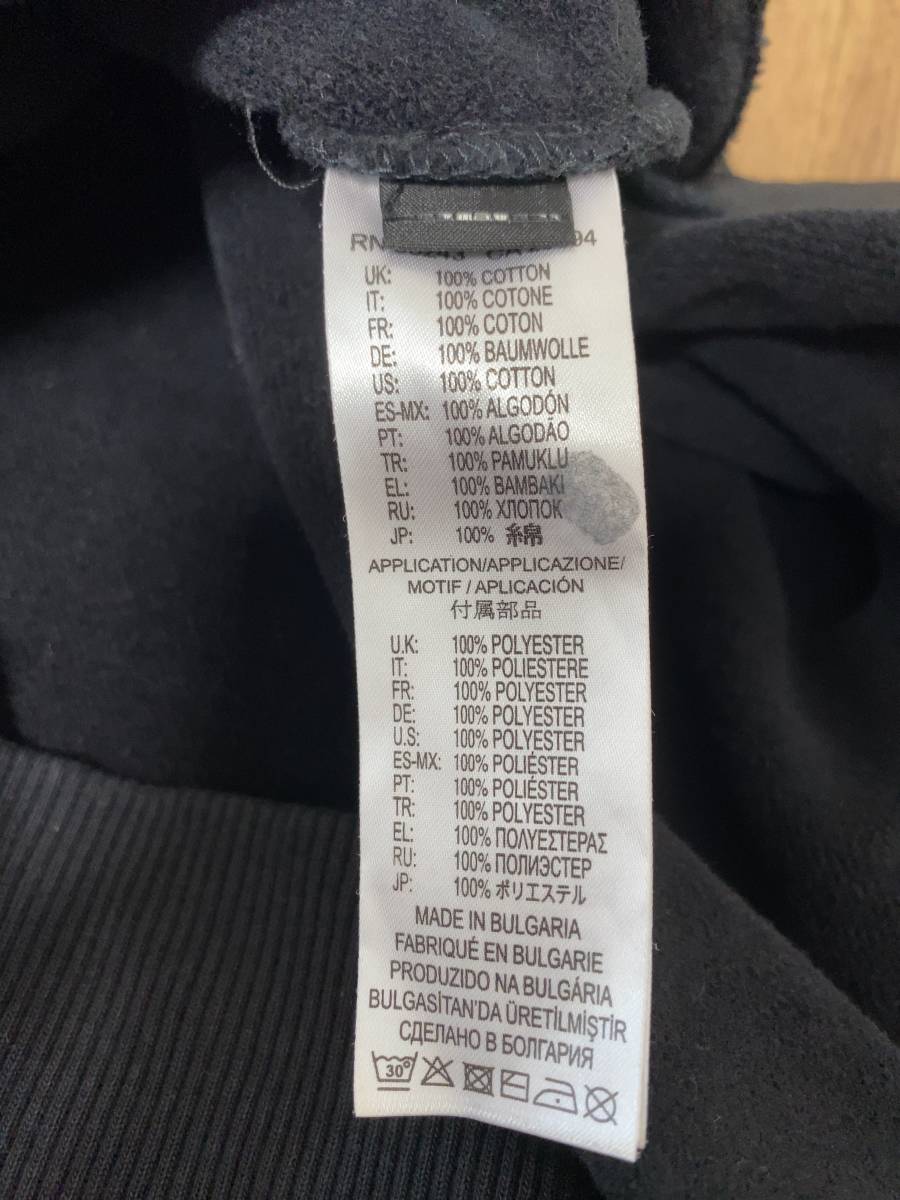 RN
94
UK: 100% COTTON
IT: 100% COTONE
FR: 100% COTON
DE: 100% BAUMWOLLE
US: 100% COTTON
ES-MX: 100% ALGODÓN
PT: 100% ALGODÃO
TR: 100% PAMUKLU
EL: 100% BAMBAKI
RU: 100% ХЛОПОК
JP: 100% 綿
APPLICATION/APPLICAZIONE/
MOTIF / APLICACIÓN
付属部品
U.K: 100% POLYESTER
IT: 100% POLIESTERE
FR: 100% POLYESTER
DE: 100% POLYESTER
U.S: 100% POLYESTER
ES-MX: 100% POLIÉSTER
PT: 100% POLIÉSTER
TR: 100% POLYESTER
EL: 100% ΠΟΛΥΕΣΤΕΡΑΣ
RU: 100% ПОЛИЭСТЕР
JP: 100% ポリエステル
MADE IN BULGARIA
FABRIQUÉ EN BULGARIE
PRODUZIDO NA BULGÁRIA
BULGASİTAN'DA ÜRETİLMİŞTİR
СДЕЛАНО В БОЛГАРИЯ
30°